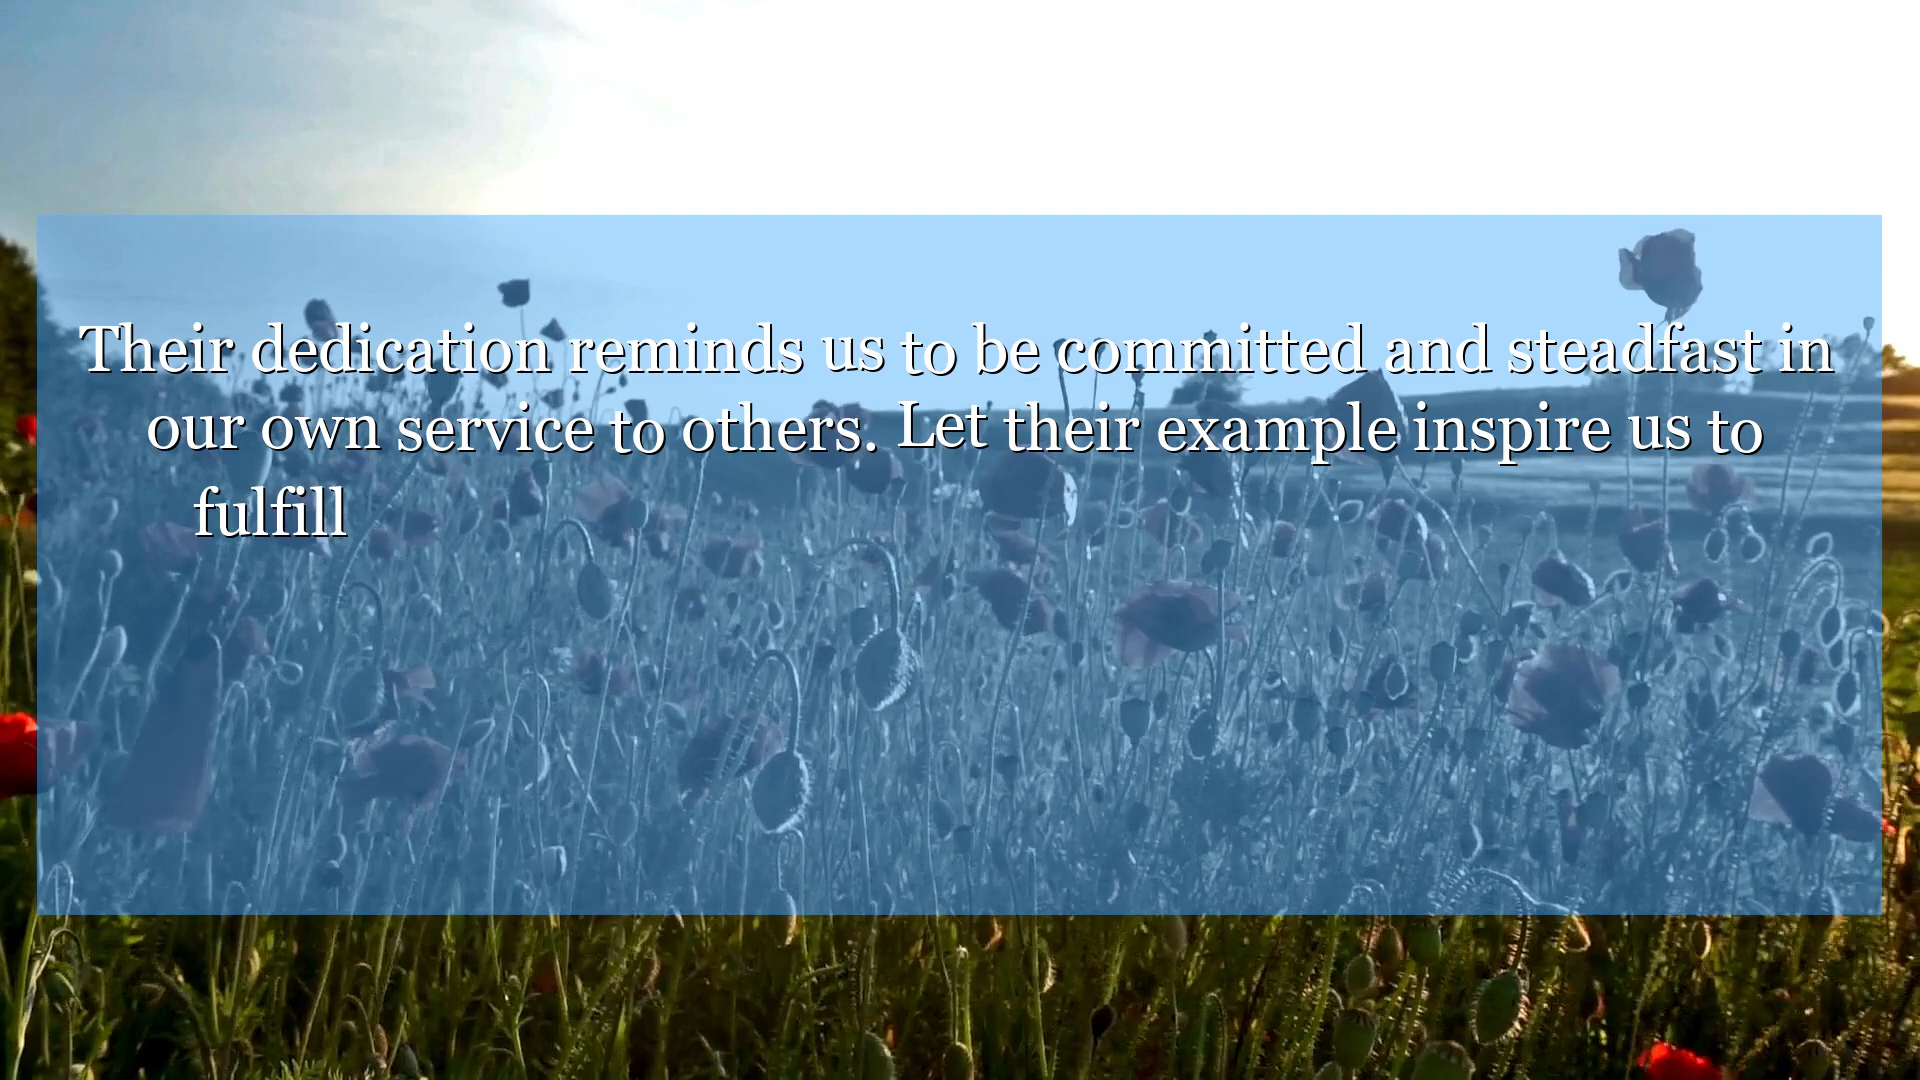 Their dedication reminds us to be committed and steadfast in
our own service to others. Let their example inspire us to
fulfill